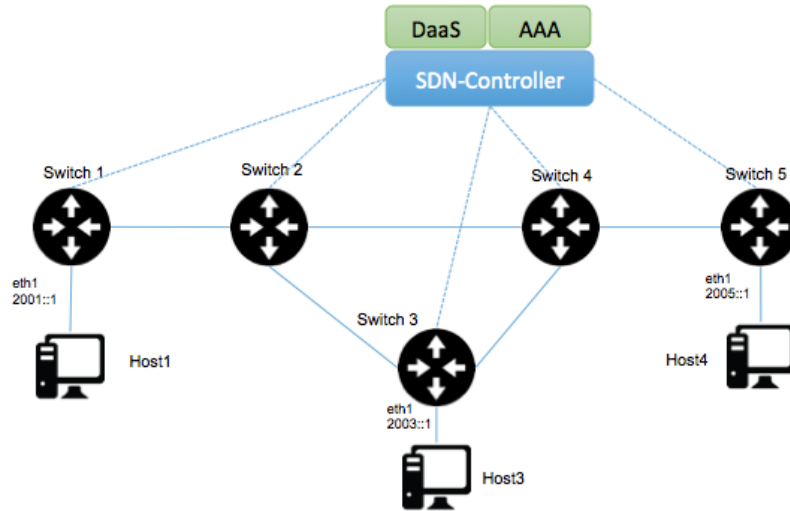 DaaS
AAA
SDN-Controller
Switch 1
Switch 2
Switch 4
Switch 5
eth1
2001::1
Host1
Switch 3
eth1
2005::1
Host4
eth1
2003::1
Host3